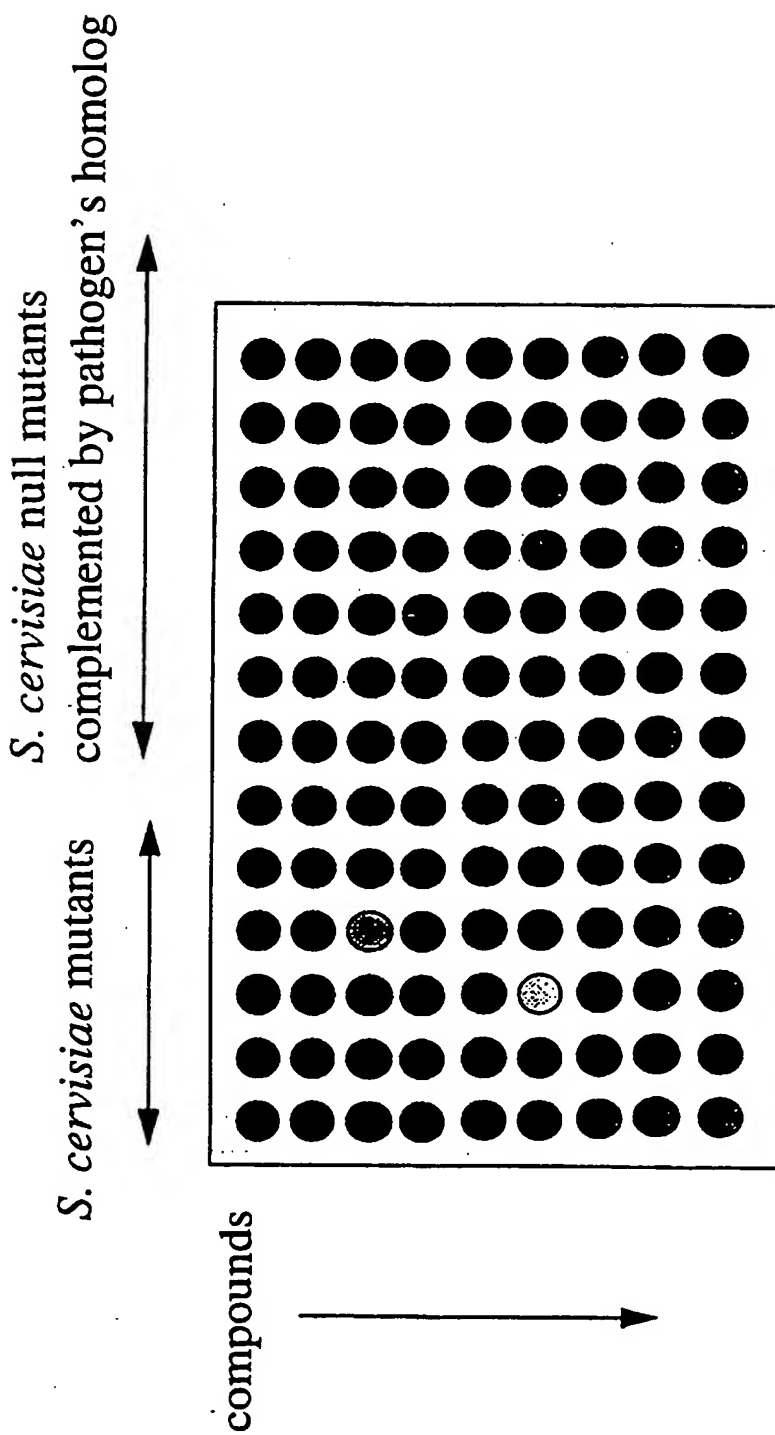 S. cervisiae mutants
S. cervisiae null mutants
complemented by pathogen's homolog
compounds